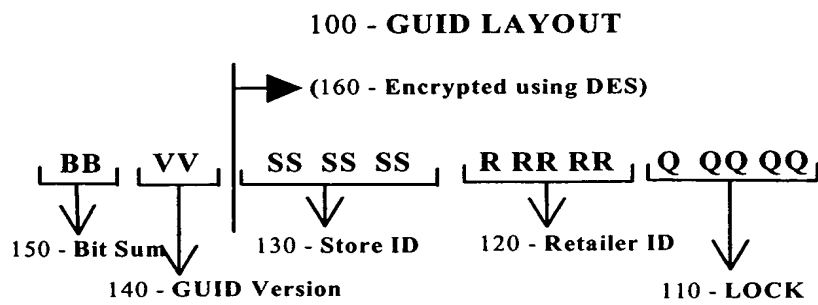 100 - GUID LAYOUT
(160 - Encrypted using DES)
BB VV SS SS SS R RR RR Q QQ QQ
150 - Bit Sum 130 - Store ID 120 - Retailer ID
140 - GUID Version 110 - LOCK